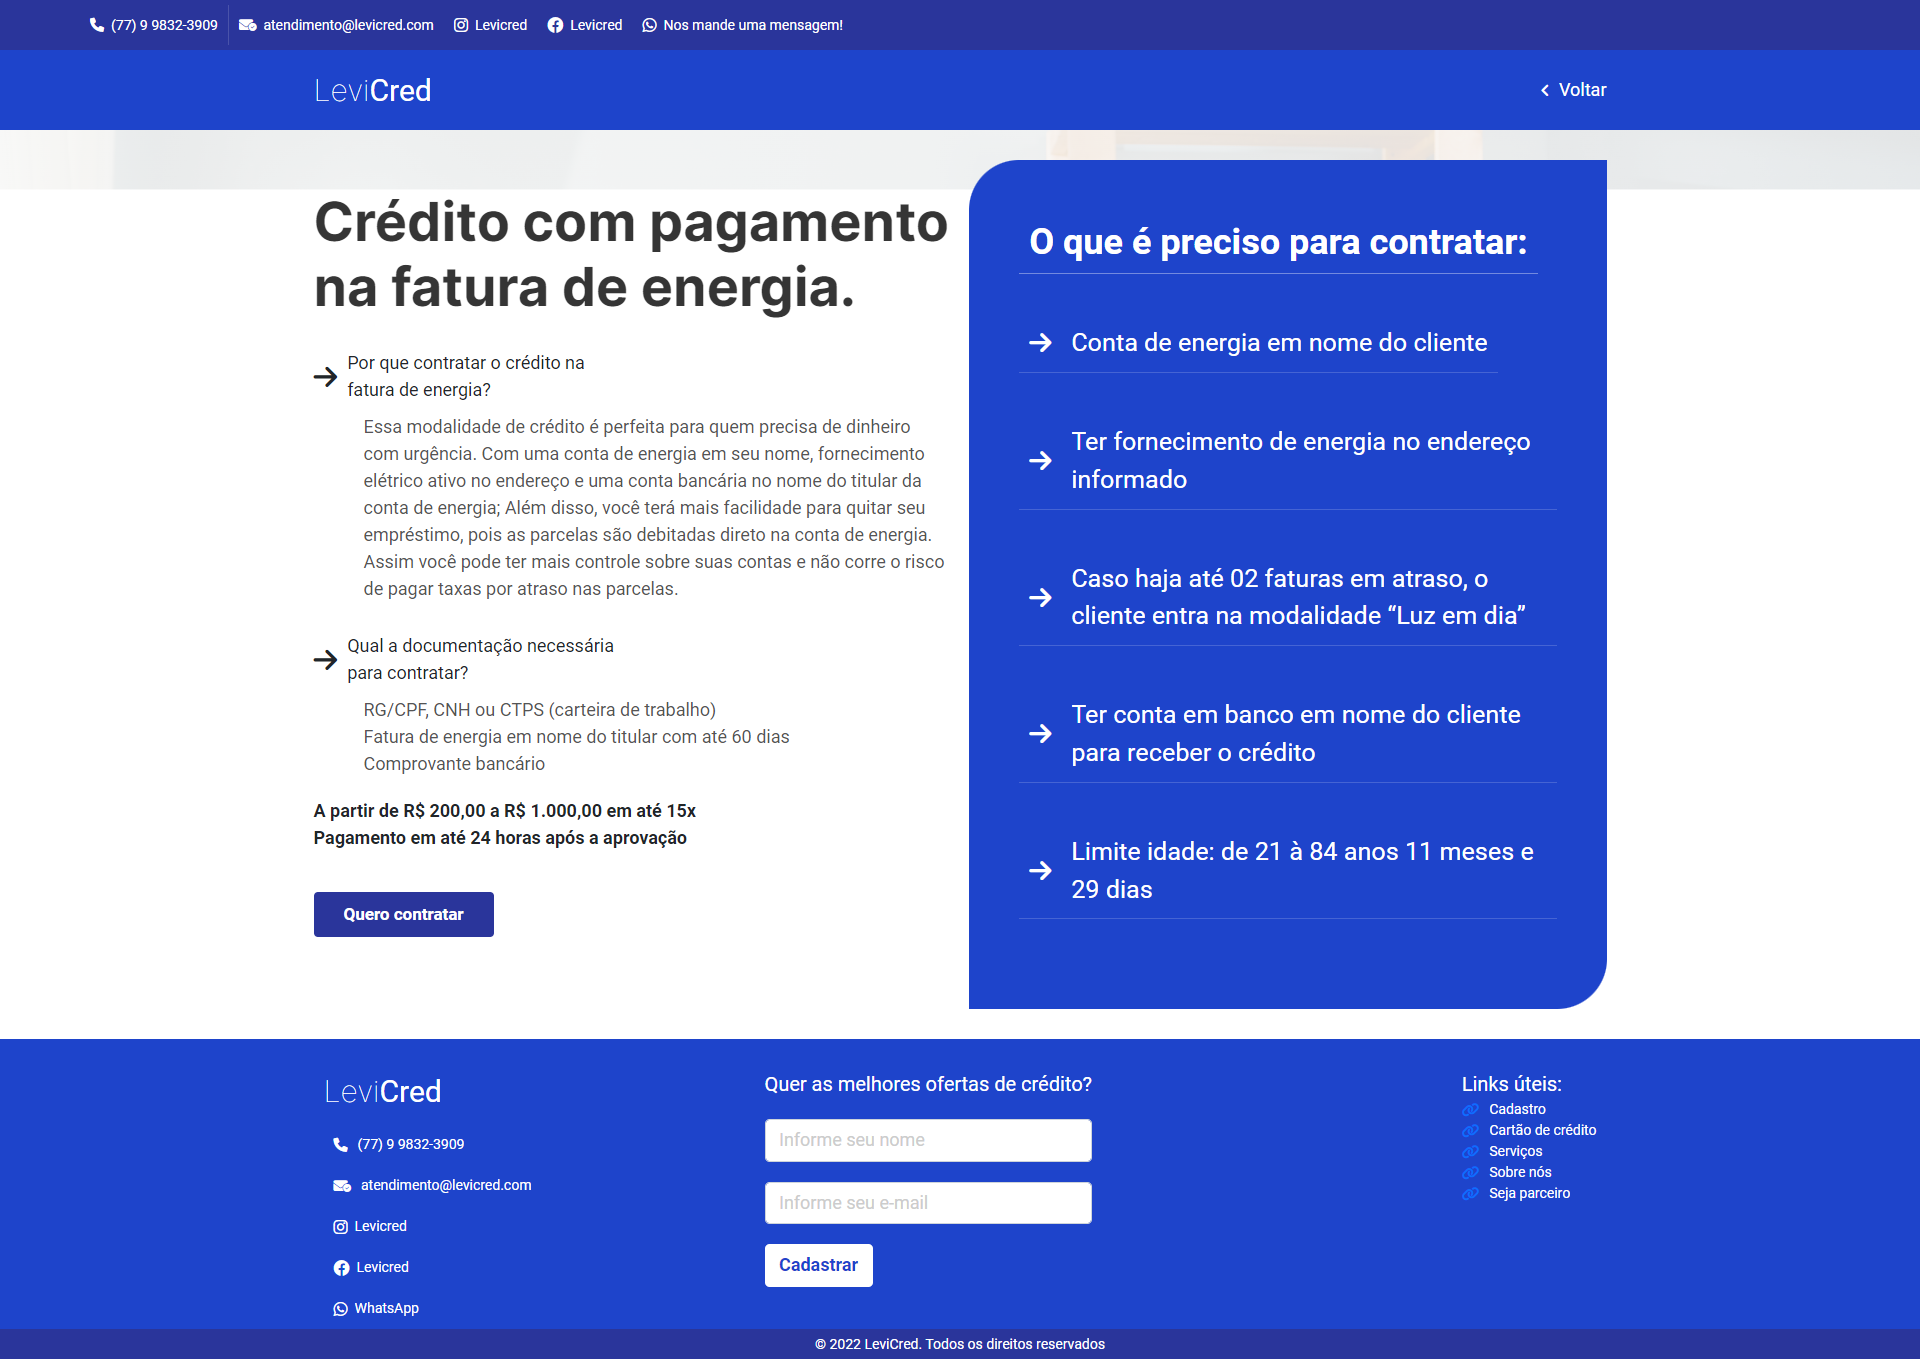 (77) 9 9832-3909 atendimento@levicred.com Levicred Levicred Nos mande uma mensagem!
LeviCred
Voltar
Crédito com pagamento
na fatura de energia.
Por que contratar o crédito na
fatura de energia?
Essa modalidade de crédito é perfeita para quem precisa de dinheiro
com urgência. Com uma conta de energia em seu nome, fornecimento
elétrico ativo no endereço e uma conta bancária no nome do titular da
conta de energia; Além disso, você terá mais facilidade para quitar seu
empréstimo, pois as parcelas são debitadas direto na conta de energia.
Assim você pode ter mais controle sobre suas contas e não corre o risco
de pagar taxas por atraso nas parcelas.
Qual a documentação necessária
para contratar?
RG/CPF, CNH ou CTPS (carteira de trabalho)
Fatura de energia em nome do titular com até 60 dias
Comprovante bancário
A partir de R$ 200,00 a R$ 1.000,00 em até 15x
Pagamento em até 24 horas após a aprovação
Quero contratar
O que é preciso para contratar:
Conta de energia em nome do cliente
Ter fornecimento de energia no endereço
informado
Caso haja até 02 faturas em atraso, o
cliente entra na modalidade “Luz em dia”
Ter conta em banco em nome do cliente
para receber o crédito
Limite idade: de 21 à 84 anos 11 meses e
29 dias
LeviCred
(77) 9 9832-3909
atendimento@levicred.com
Levicred
Levicred
WhatsApp
Quer as melhores ofertas de crédito?
Informe seu nome
Informe seu e-mail
Cadastrar
Links úteis:
Cadastro
Cartão de crédito
Serviços
Sobre nós
Seja parceiro
© 2022 LeviCred. Todos os direitos reservados